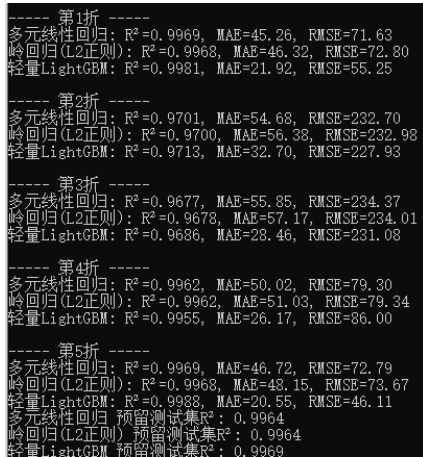 ----- 第1折 -----
多元线性回归: R²=0.9969, MAE=45.26, RMSE=71.63
岭回归(L2正则): R²=0.9968, MAE=46.32, RMSE=72.80
轻量LightGBM: R²=0.9981, MAE=21.92, RMSE=55.25
----- 第2折 -----
多元线性回归: R²=0.9701, MAE=54.68, RMSE=232.70
岭回归(L2正则): R²=0.9700, MAE=56.38, RMSE=232.98
轻量LightGBM: R²=0.9713, MAE=32.70, RMSE=227.93
----- 第3折 -----
多元线性回归: R²=0.9677, MAE=55.85, RMSE=234.37
岭回归(L2正则): R²=0.9678, MAE=57.17, RMSE=234.01
轻量LightGBM: R²=0.9686, MAE=28.46, RMSE=231.08
----- 第4折 -----
多元线性回归: R²=0.9962, MAE=50.02, RMSE=79.30
岭回归(L2正则): R²=0.9962, MAE=51.03, RMSE=79.34
轻量LightGBM: R²=0.9955, MAE=26.17, RMSE=86.00
----- 第5折 -----
多元线性回归: R²=0.9969, MAE=46.72, RMSE=72.79
岭回归(L2正则): R²=0.9968, MAE=48.15, RMSE=73.67
轻量LightGBM: R²=0.9988, MAE=20.55, RMSE=46.11
多元线性回归 预留测试集R²: 0.9964
岭回归(L2正则) 预留测试集R²: 0.9964
轻量LightGBM 预留测试集R²: 0.9969